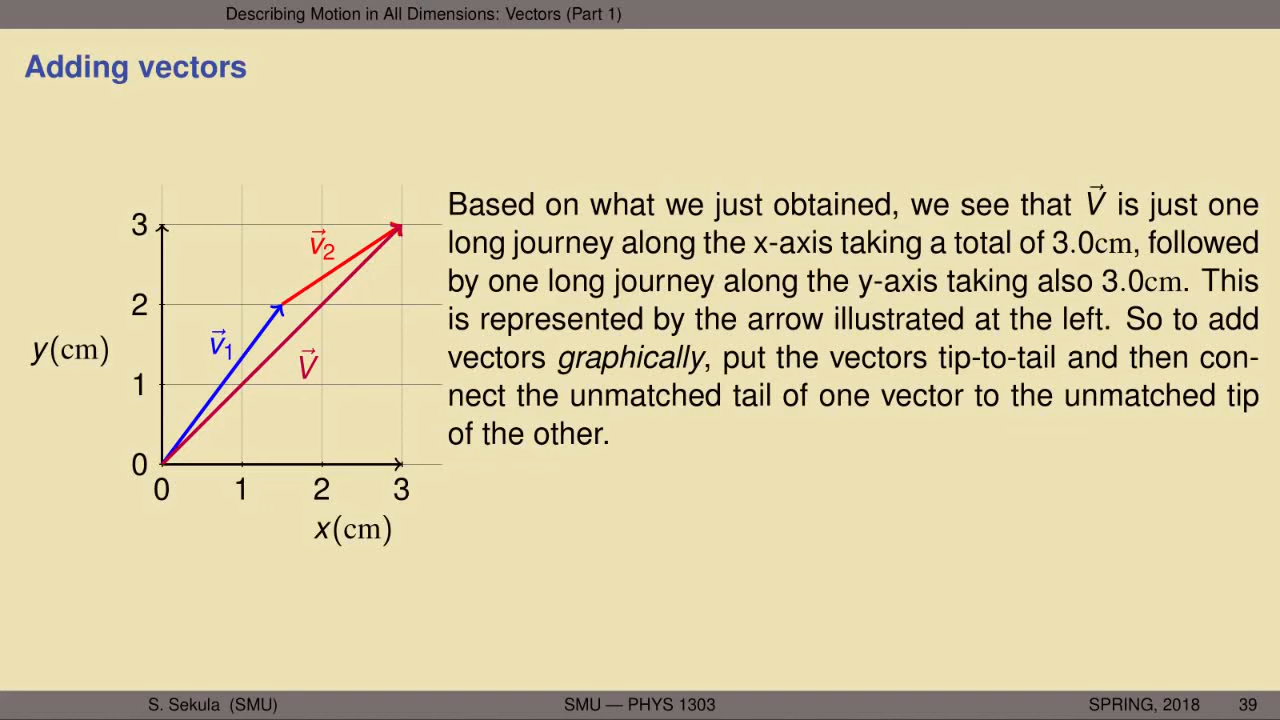 Describing Motion in All Dimensions: Vectors (Part 1)
Adding vectors
3
2
1
0
y(cm)
0 1 2 3
x(cm)
v⃗₂
v⃗₁
V⃗
Based on what we just obtained, we see that V⃗ is just one
long journey along the x-axis taking a total of 3.0cm, followed
by one long journey along the y-axis taking also 3.0cm. This
is represented by the arrow illustrated at the left. So to add
vectors graphically, put the vectors tip-to-tail and then con-
nect the unmatched tail of one vector to the unmatched tip
of the other.
S. Sekula (SMU) SMU — PHYS 1303 SPRING, 2018 39